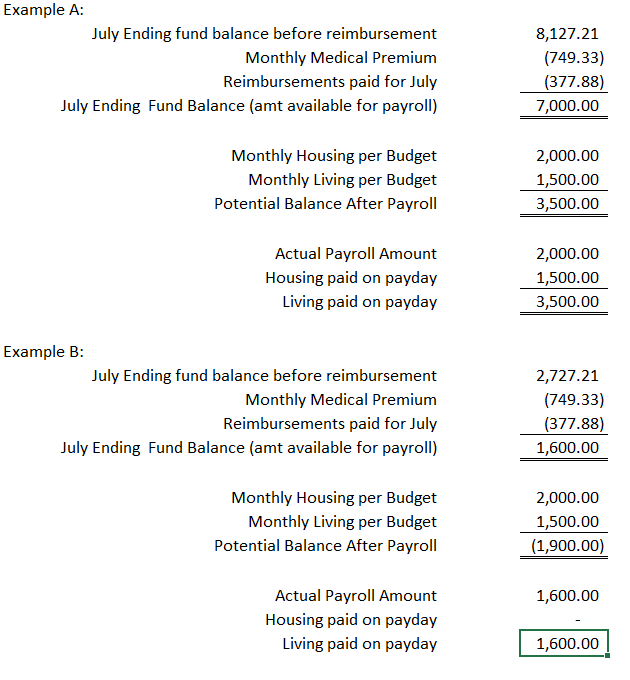 Example A:
July Ending fund balance before reimbursement 8,127.21
Monthly Medical Premium (749.33)
Reimbursements paid for July (377.88)
July Ending  Fund Balance (amt available for payroll) 7,000.00
Monthly Housing per Budget 2,000.00
Monthly Living per Budget 1,500.00
Potential Balance After Payroll 3,500.00
Actual Payroll Amount 2,000.00
Housing paid on payday 1,500.00
Living paid on payday 3,500.00
Example B:
July Ending fund balance before reimbursement 2,727.21
Monthly Medical Premium (749.33)
Reimbursements paid for July (377.88)
July Ending  Fund Balance (amt available for payroll) 1,600.00
Monthly Housing per Budget 2,000.00
Monthly Living per Budget 1,500.00
Potential Balance After Payroll (1,900.00)
Actual Payroll Amount 1,600.00
Housing paid on payday -
Living paid on payday 1,600.00